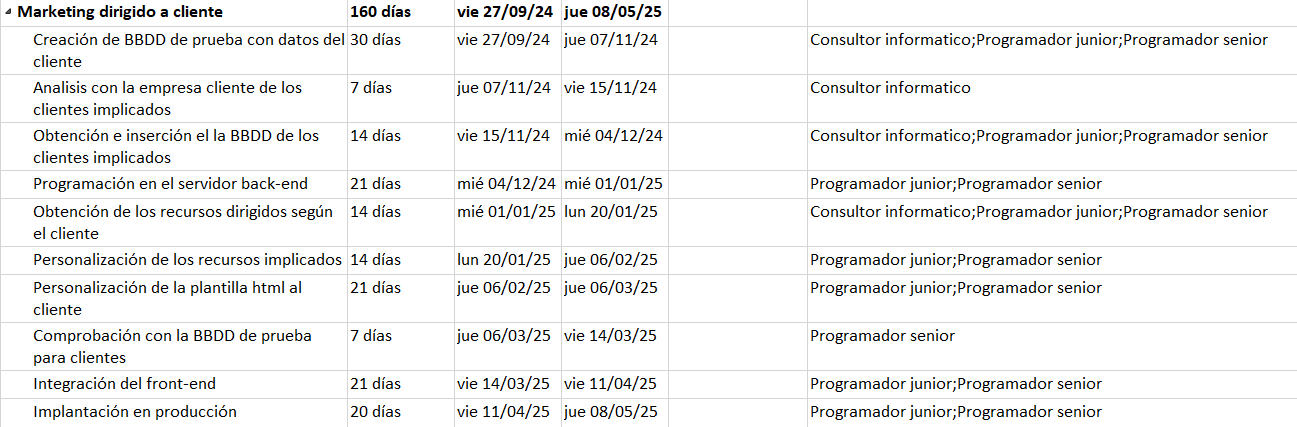 Marketing dirigido a cliente 160 días vie 27/09/24 jue 08/05/25
Creación de BBDD de prueba con datos del 30 días vie 27/09/24 jue 07/11/24 Consultor informatico;Programador junior;Programador senior
cliente
Analisis con la empresa cliente de los 7 días jue 07/11/24 vie 15/11/24 Consultor informatico
clientes implicados
Obtención e inserción el la BBDD de los 14 días vie 15/11/24 mié 04/12/24 Consultor informatico;Programador junior;Programador senior
clientes implicados
Programación en el servidor back-end 21 días mié 04/12/24 mié 01/01/25 Programador junior;Programador senior
Obtención de los recursos dirigidos según 14 días mié 01/01/25 lun 20/01/25 Consultor informatico;Programador junior;Programador senior
el cliente
Personalización de los recursos implicados 14 días lun 20/01/25 jue 06/02/25 Programador junior;Programador senior
Personalización de la plantilla html al 21 días jue 06/02/25 jue 06/03/25 Programador junior;Programador senior
cliente
Comprobación con la BBDD de prueba 7 días jue 06/03/25 vie 14/03/25 Programador senior
para clientes
Integración del front-end 21 días vie 14/03/25 vie 11/04/25 Programador junior;Programador senior
Implantación en producción 20 días vie 11/04/25 jue 08/05/25 Programador junior;Programador senior